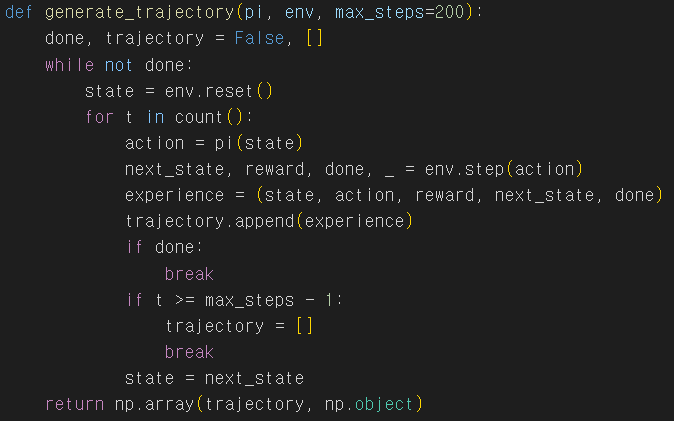 def generate_trajectory(pi, env, max_steps=200):
    done, trajectory = False, []
    while not done:
        state = env.reset()
        for t in count():
            action = pi(state)
            next_state, reward, done, _ = env.step(action)
            experience = (state, action, reward, next_state, done)
            trajectory.append(experience)
            if done:
                break
            if t >= max_steps - 1:
                trajectory = []
                break
            state = next_state
    return np.array(trajectory, np.object)